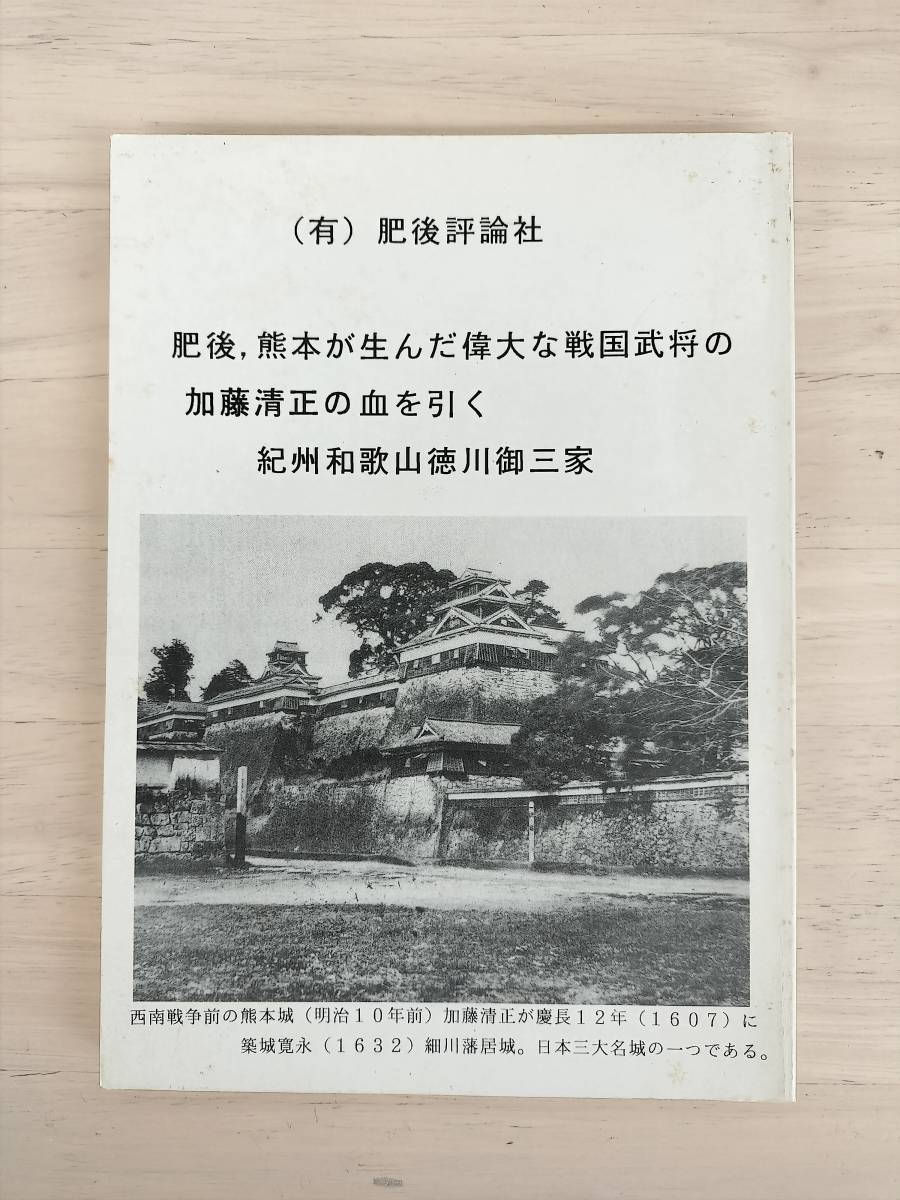 （有）肥後評論社
肥後,熊本が生んだ偉大な戦国武将の
加藤清正の血を引く
紀州和歌山徳川御三家
西南戦争前の熊本城（明治１０年前）加藤清正が慶長１２年（１６０７）に
築城寛永（１６３２）細川藩居城。日本三大名城の一つである。